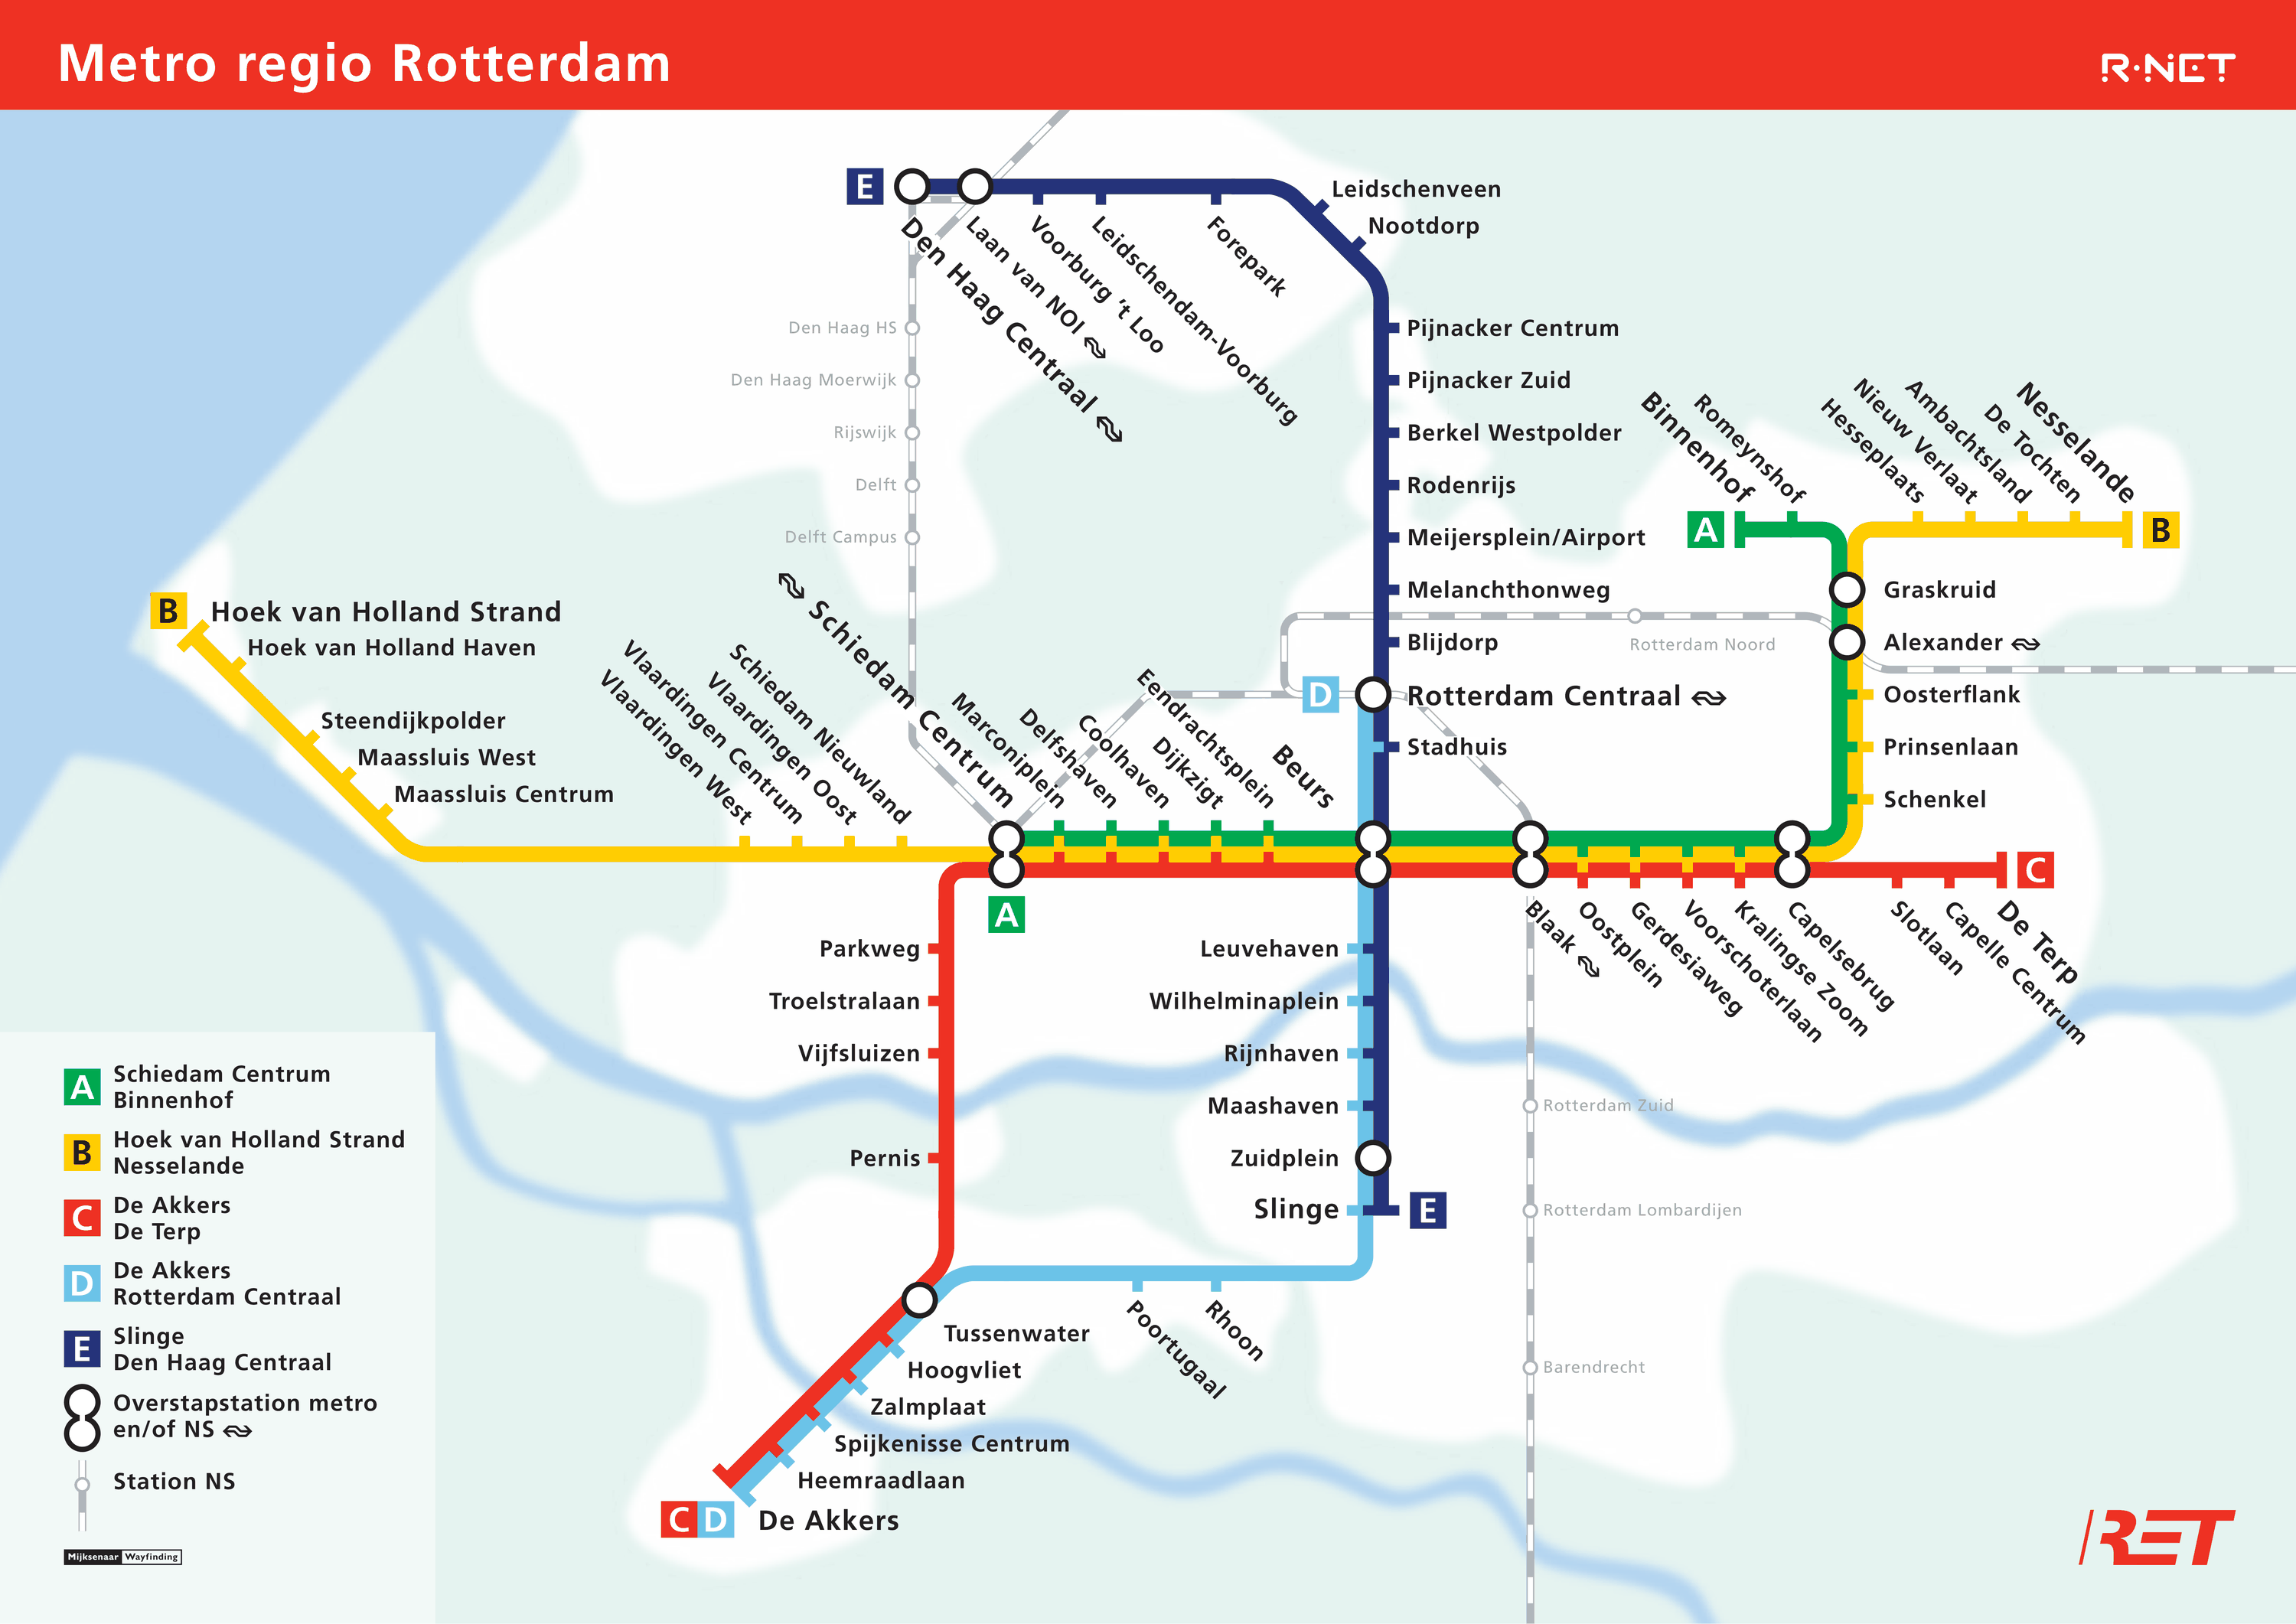 Metro regio Rotterdam
R·NET
E
Den Haag Centraal
Laan van NOI
Voorburg 't Loo
Leidschendam-Voorburg
Forepark
Leidschenveen
Nootdorp
Pijnacker Centrum
Pijnacker Zuid
Berkel Westpolder
Rodenrijs
Meijersplein/Airport
Melanchthonweg
Blijdorp
D
Rotterdam Centraal
Stadhuis
Den Haag HS
Den Haag Moerwijk
Rijswijk
Delft
Delft Campus
Rotterdam Noord
A
Binnenhof
Romeynshof
Hesseplaats
Nieuw Verlaat
Ambachtsland
De Tochten
Nesselande
B
Graskruid
Alexander
Oosterflank
Prinsenlaan
Schenkel
B
Hoek van Holland Strand
Hoek van Holland Haven
Steendijkpolder
Maassluis West
Maassluis Centrum
Vlaardingen West
Vlaardingen Centrum
Vlaardingen Oost
Schiedam Nieuwland
Schiedam Centrum
Marconiplein
Delfshaven
Coolhaven
Dijkzigt
Eendrachtsplein
Beurs
A
C
Blaak
Oostplein
Gerdesiaweg
Voorschoterlaan
Kralingse Zoom
Capelsebrug
Slotlaan
Capelle Centrum
De Terp
Parkweg
Troelstralaan
Vijfsluizen
Pernis
Leuvehaven
Wilhelminaplein
Rijnhaven
Maashaven
Zuidplein
Slinge
E
Rotterdam Zuid
Rotterdam Lombardijen
Barendrecht
Poortugaal
Rhoon
Tussenwater
Hoogvliet
Zalmplaat
Spijkenisse Centrum
Heemraadlaan
C D De Akkers
A
Schiedam Centrum
Binnenhof
B
Hoek van Holland Strand
Nesselande
C
De Akkers
De Terp
D
De Akkers
Rotterdam Centraal
E
Slinge
Den Haag Centraal
Overstapstation metro
en/of NS
Station NS
Mijksenaar Wayfinding
RET